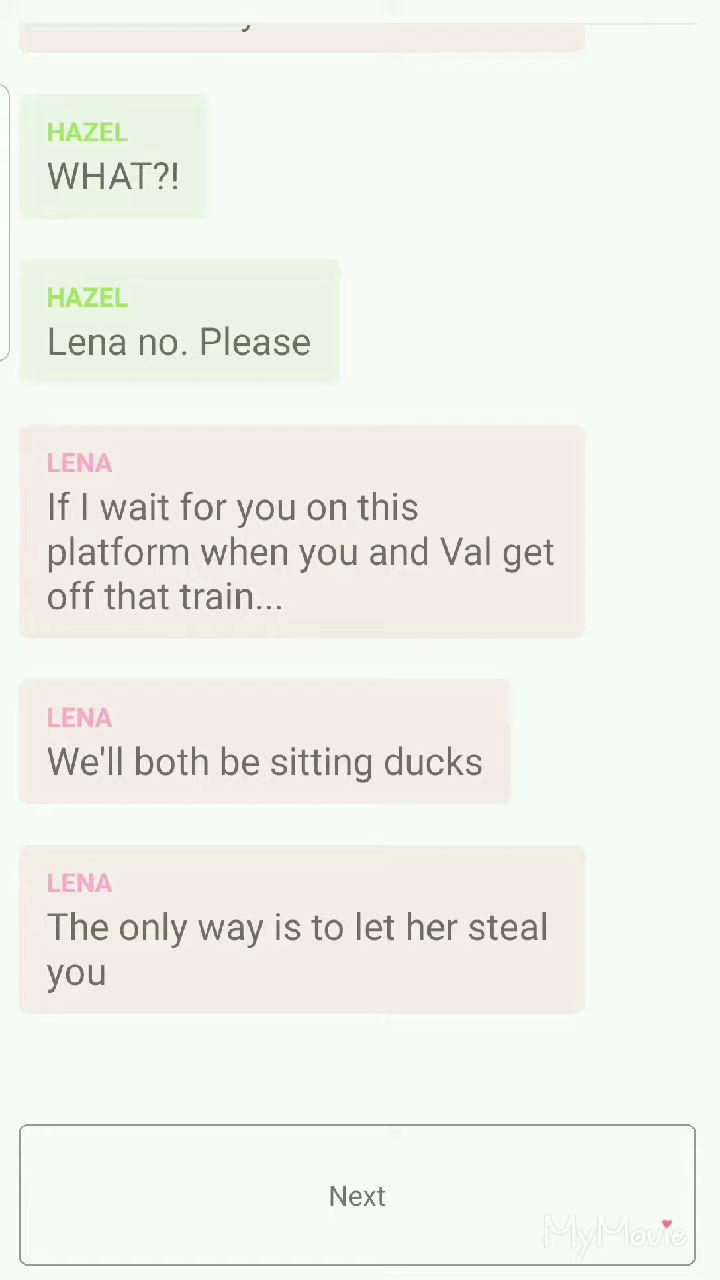 HAZEL
WHAT?!
HAZEL
Lena no. Please
LENA
If I wait for you on this
platform when you and Val get
off that train...
LENA
We'll both be sitting ducks
LENA
The only way is to let her steal
you
Next
MyMovie